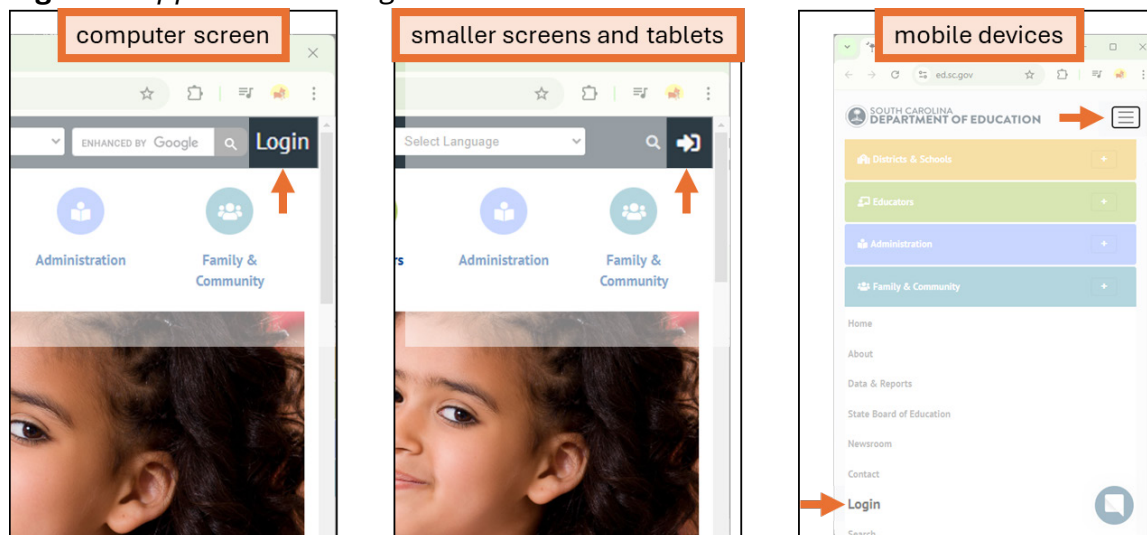 computer screen
ENHANCED BY Google
Login
Administration
Family &
Community
smaller screens and tablets
Select Language
Administration
Family &
Community
mobile devices
ed.sc.gov
SOUTH CAROLINA
DEPARTMENT OF EDUCATION
Districts & Schools
Educators
Administration
Family & Community
Home
About
Data & Reports
State Board of Education
Newsroom
Contact
Login
Search